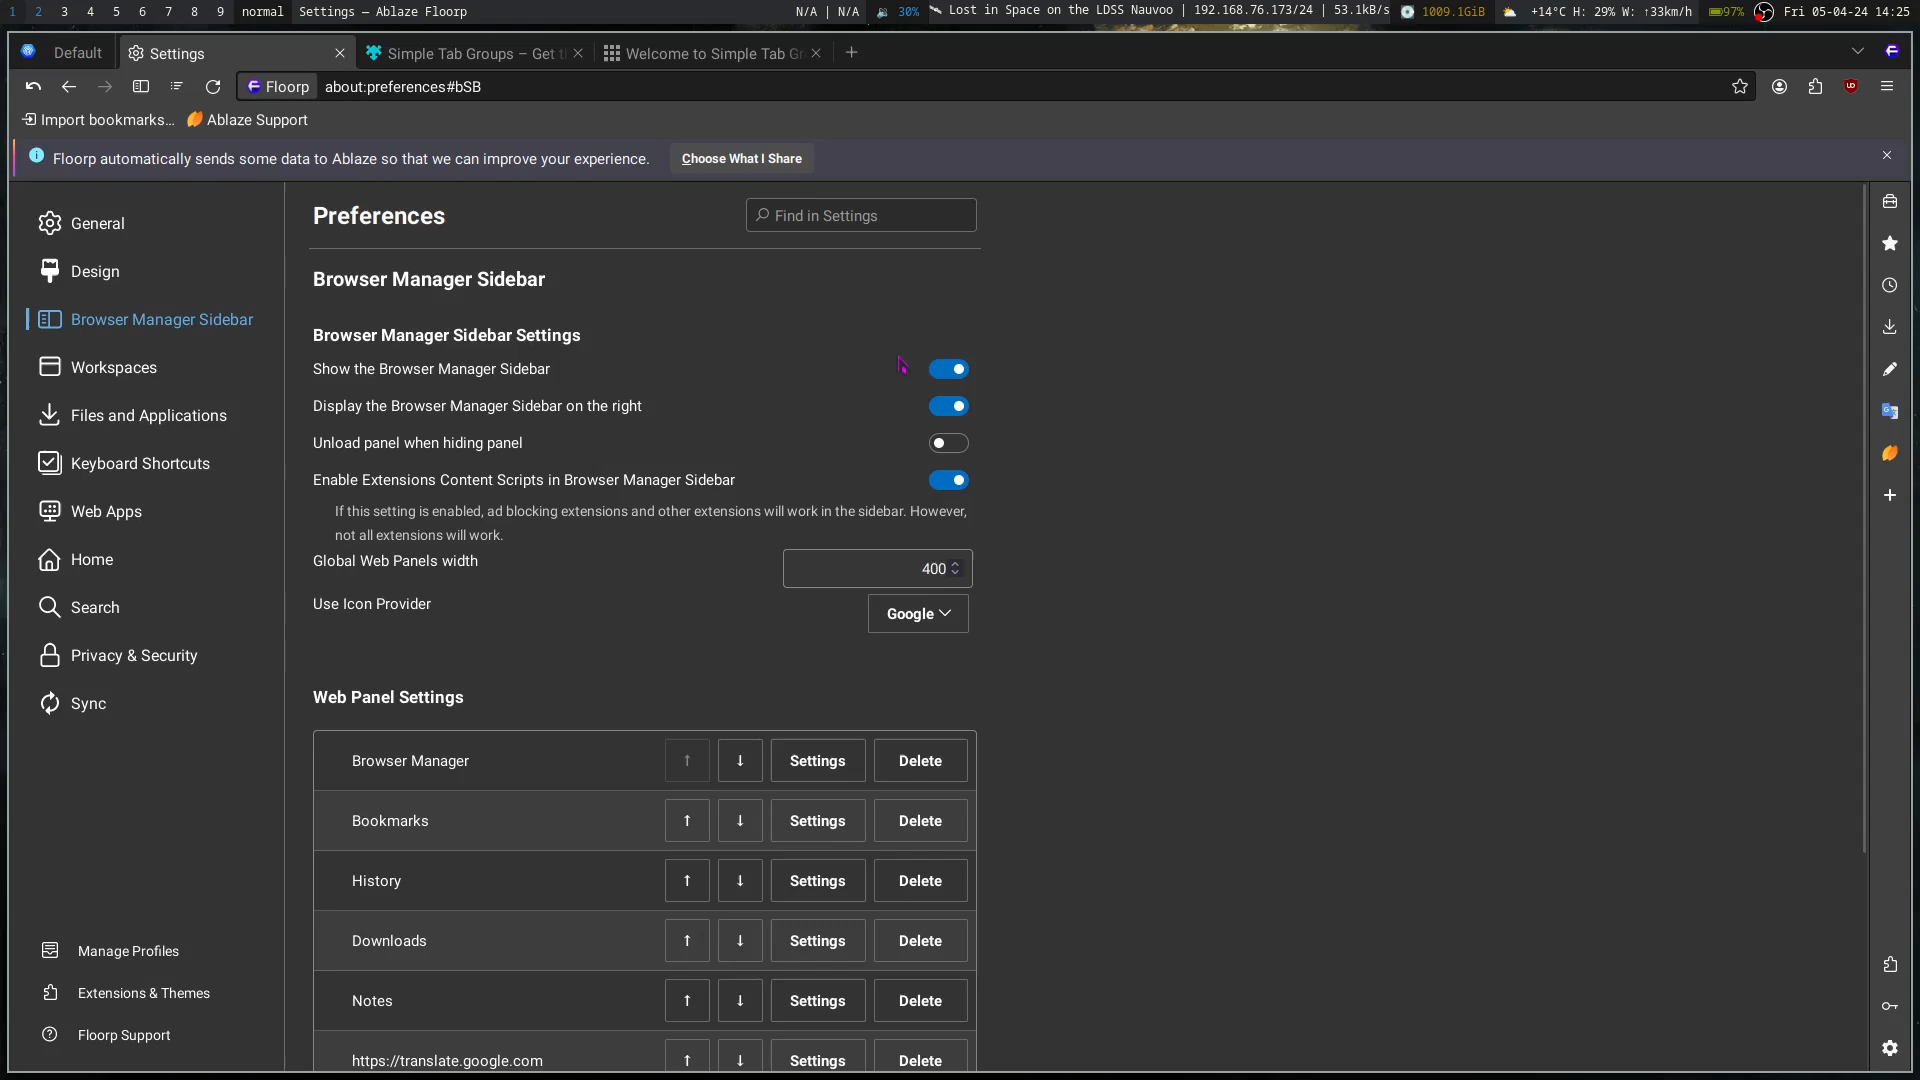 1 2 3 4 5 6 7 8 9 normal Settings — Ablaze Floorp N/A | N/A 30% Lost in Space on the LDSS Nauvoo | 192.168.76.173/24 | 53.1kB/s 1009.1GiB +14°C H: 29% W: ↑33km/h 97% Fri 05-04-24 14:25
Default Settings Simple Tab Groups – Get t Welcome to Simple Tab Gr
Floorp about:preferences#bSB
Import bookmarks... Ablaze Support
Floorp automatically sends some data to Ablaze so that we can improve your experience. Choose What I Share
General
Design
Browser Manager Sidebar
Workspaces
Files and Applications
Keyboard Shortcuts
Web Apps
Home
Search
Privacy & Security
Sync
Manage Profiles
Extensions & Themes
Floorp Support
Preferences Find in Settings
Browser Manager Sidebar
Browser Manager Sidebar Settings
Show the Browser Manager Sidebar
Display the Browser Manager Sidebar on the right
Unload panel when hiding panel
Enable Extensions Content Scripts in Browser Manager Sidebar
If this setting is enabled, ad blocking extensions and other extensions will work in the sidebar. However,
not all extensions will work.
Global Web Panels width 400
Use Icon Provider Google
Web Panel Settings
Browser Manager ↑ ↓ Settings Delete
Bookmarks ↑ ↓ Settings Delete
History ↑ ↓ Settings Delete
Downloads ↑ ↓ Settings Delete
Notes ↑ ↓ Settings Delete
https://translate.google.com ↑ ↓ Settings Delete